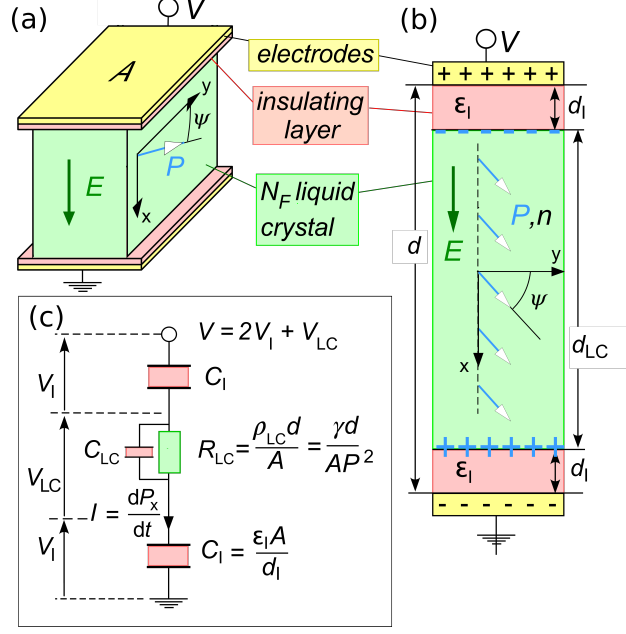 (a)
V
A
electrodes
insulating
layer
y
ψ
P
E
x
N_F liquid
crystal
(b)
V
+ + + + + +
ε_I
d_I
- - - - - -
P,n
E
d
y
ψ
x
d_LC
+ + + + + +
ε_I
d_I
- - - - - -
(c)
V = 2V_I + V_LC
V_I
C_I
C_LC
R_LC = ρ_LC d / A = γd / AP²
V_LC
I = dP_x / dt
V_I
C_I = ε_I A / d_I